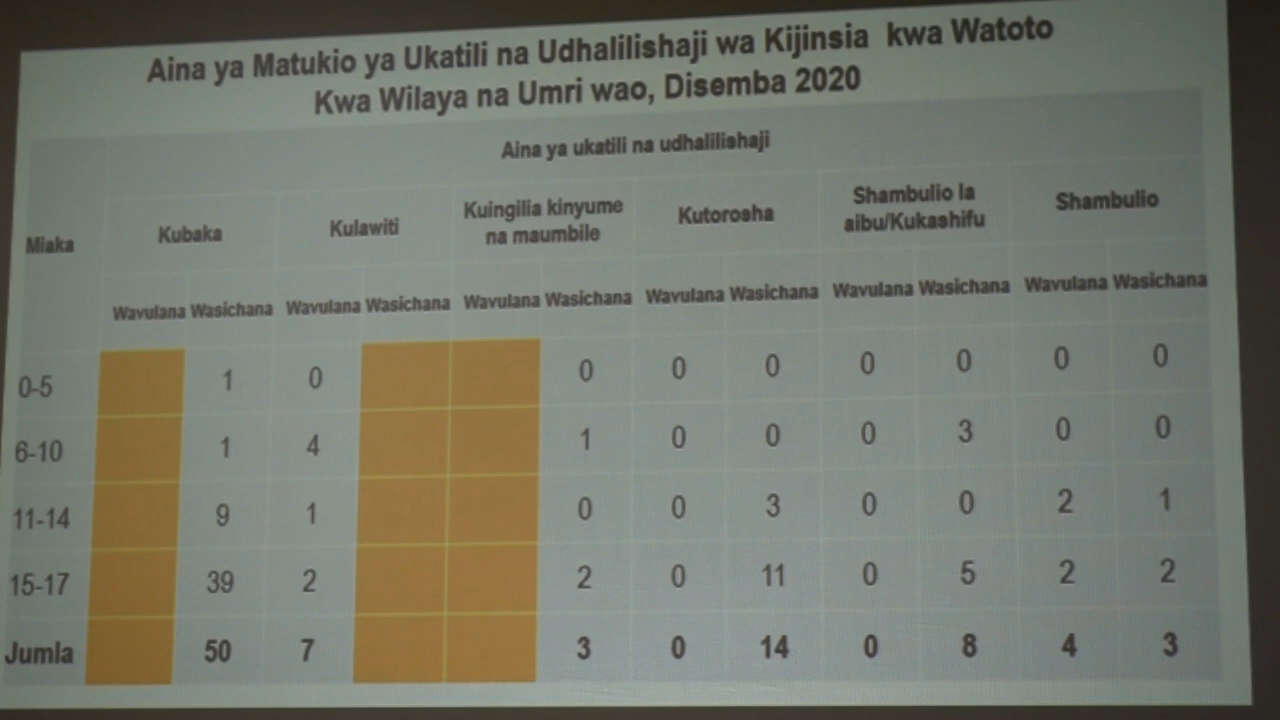 Aina ya Matukio ya Ukatili na Udhalilishaji wa Kijinsia kwa Watoto
Kwa Wilaya na Umri wao, Disemba 2020
Aina ya ukatili na udhalilishaji
Miaka Kubaka Kulawiti Kuingilia kinyume na maumbile Kutorosha Shambulio la aibu/Kukashifu Shambulio
Wavulana Wasichana Wavulana Wasichana Wavulana Wasichana Wavulana Wasichana Wavulana Wasichana Wavulana Wasichana
0-5 1 0 0 0 0 0 0 0 0
6-10 1 4 1 0 0 0 3 0 0
11-14 9 1 0 0 3 0 0 2 1
15-17 39 2 2 0 11 0 5 2 2
Jumla 50 7 3 0 14 0 8 4 3